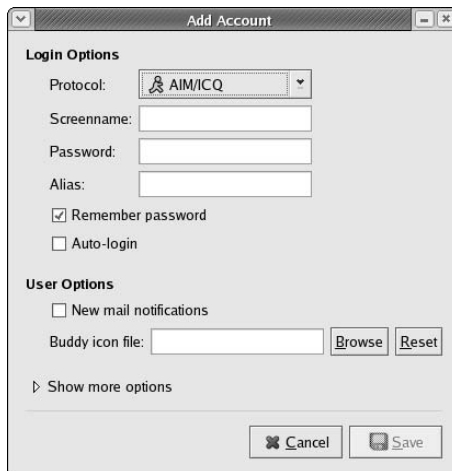 Add Account
Login Options
Protocol: AIM/ICQ
Screenname:
Password:
Alias:
Remember password
Auto-login
User Options
New mail notifications
Buddy icon file: Browse Reset
Show more options
Cancel Save